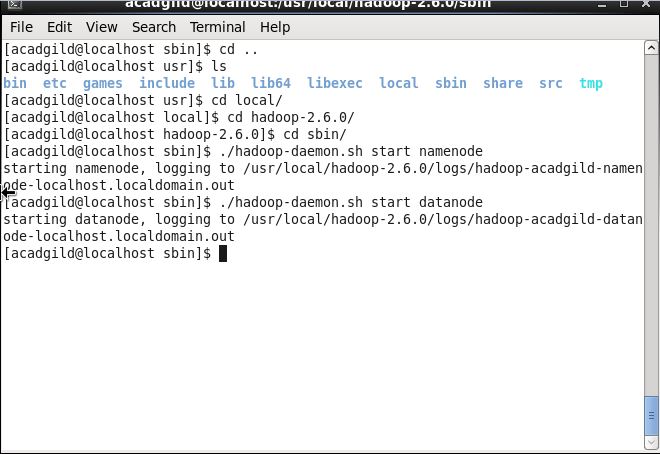 acadgild@localhost:/usr/local/hadoop-2.6.0/sbin
File Edit View Search Terminal Help
[acadgild@localhost sbin]$ cd ..
[acadgild@localhost usr]$ ls
bin etc games include lib lib64 libexec local sbin share src tmp
[acadgild@localhost usr]$ cd local/
[acadgild@localhost local]$ cd hadoop-2.6.0/
[acadgild@localhost hadoop-2.6.0]$ cd sbin/
[acadgild@localhost sbin]$ ./hadoop-daemon.sh start namenode
starting namenode, logging to /usr/local/hadoop-2.6.0/logs/hadoop-acadgild-namen
ode-localhost.localdomain.out
[acadgild@localhost sbin]$ ./hadoop-daemon.sh start datanode
starting datanode, logging to /usr/local/hadoop-2.6.0/logs/hadoop-acadgild-datan
ode-localhost.localdomain.out
[acadgild@localhost sbin]$